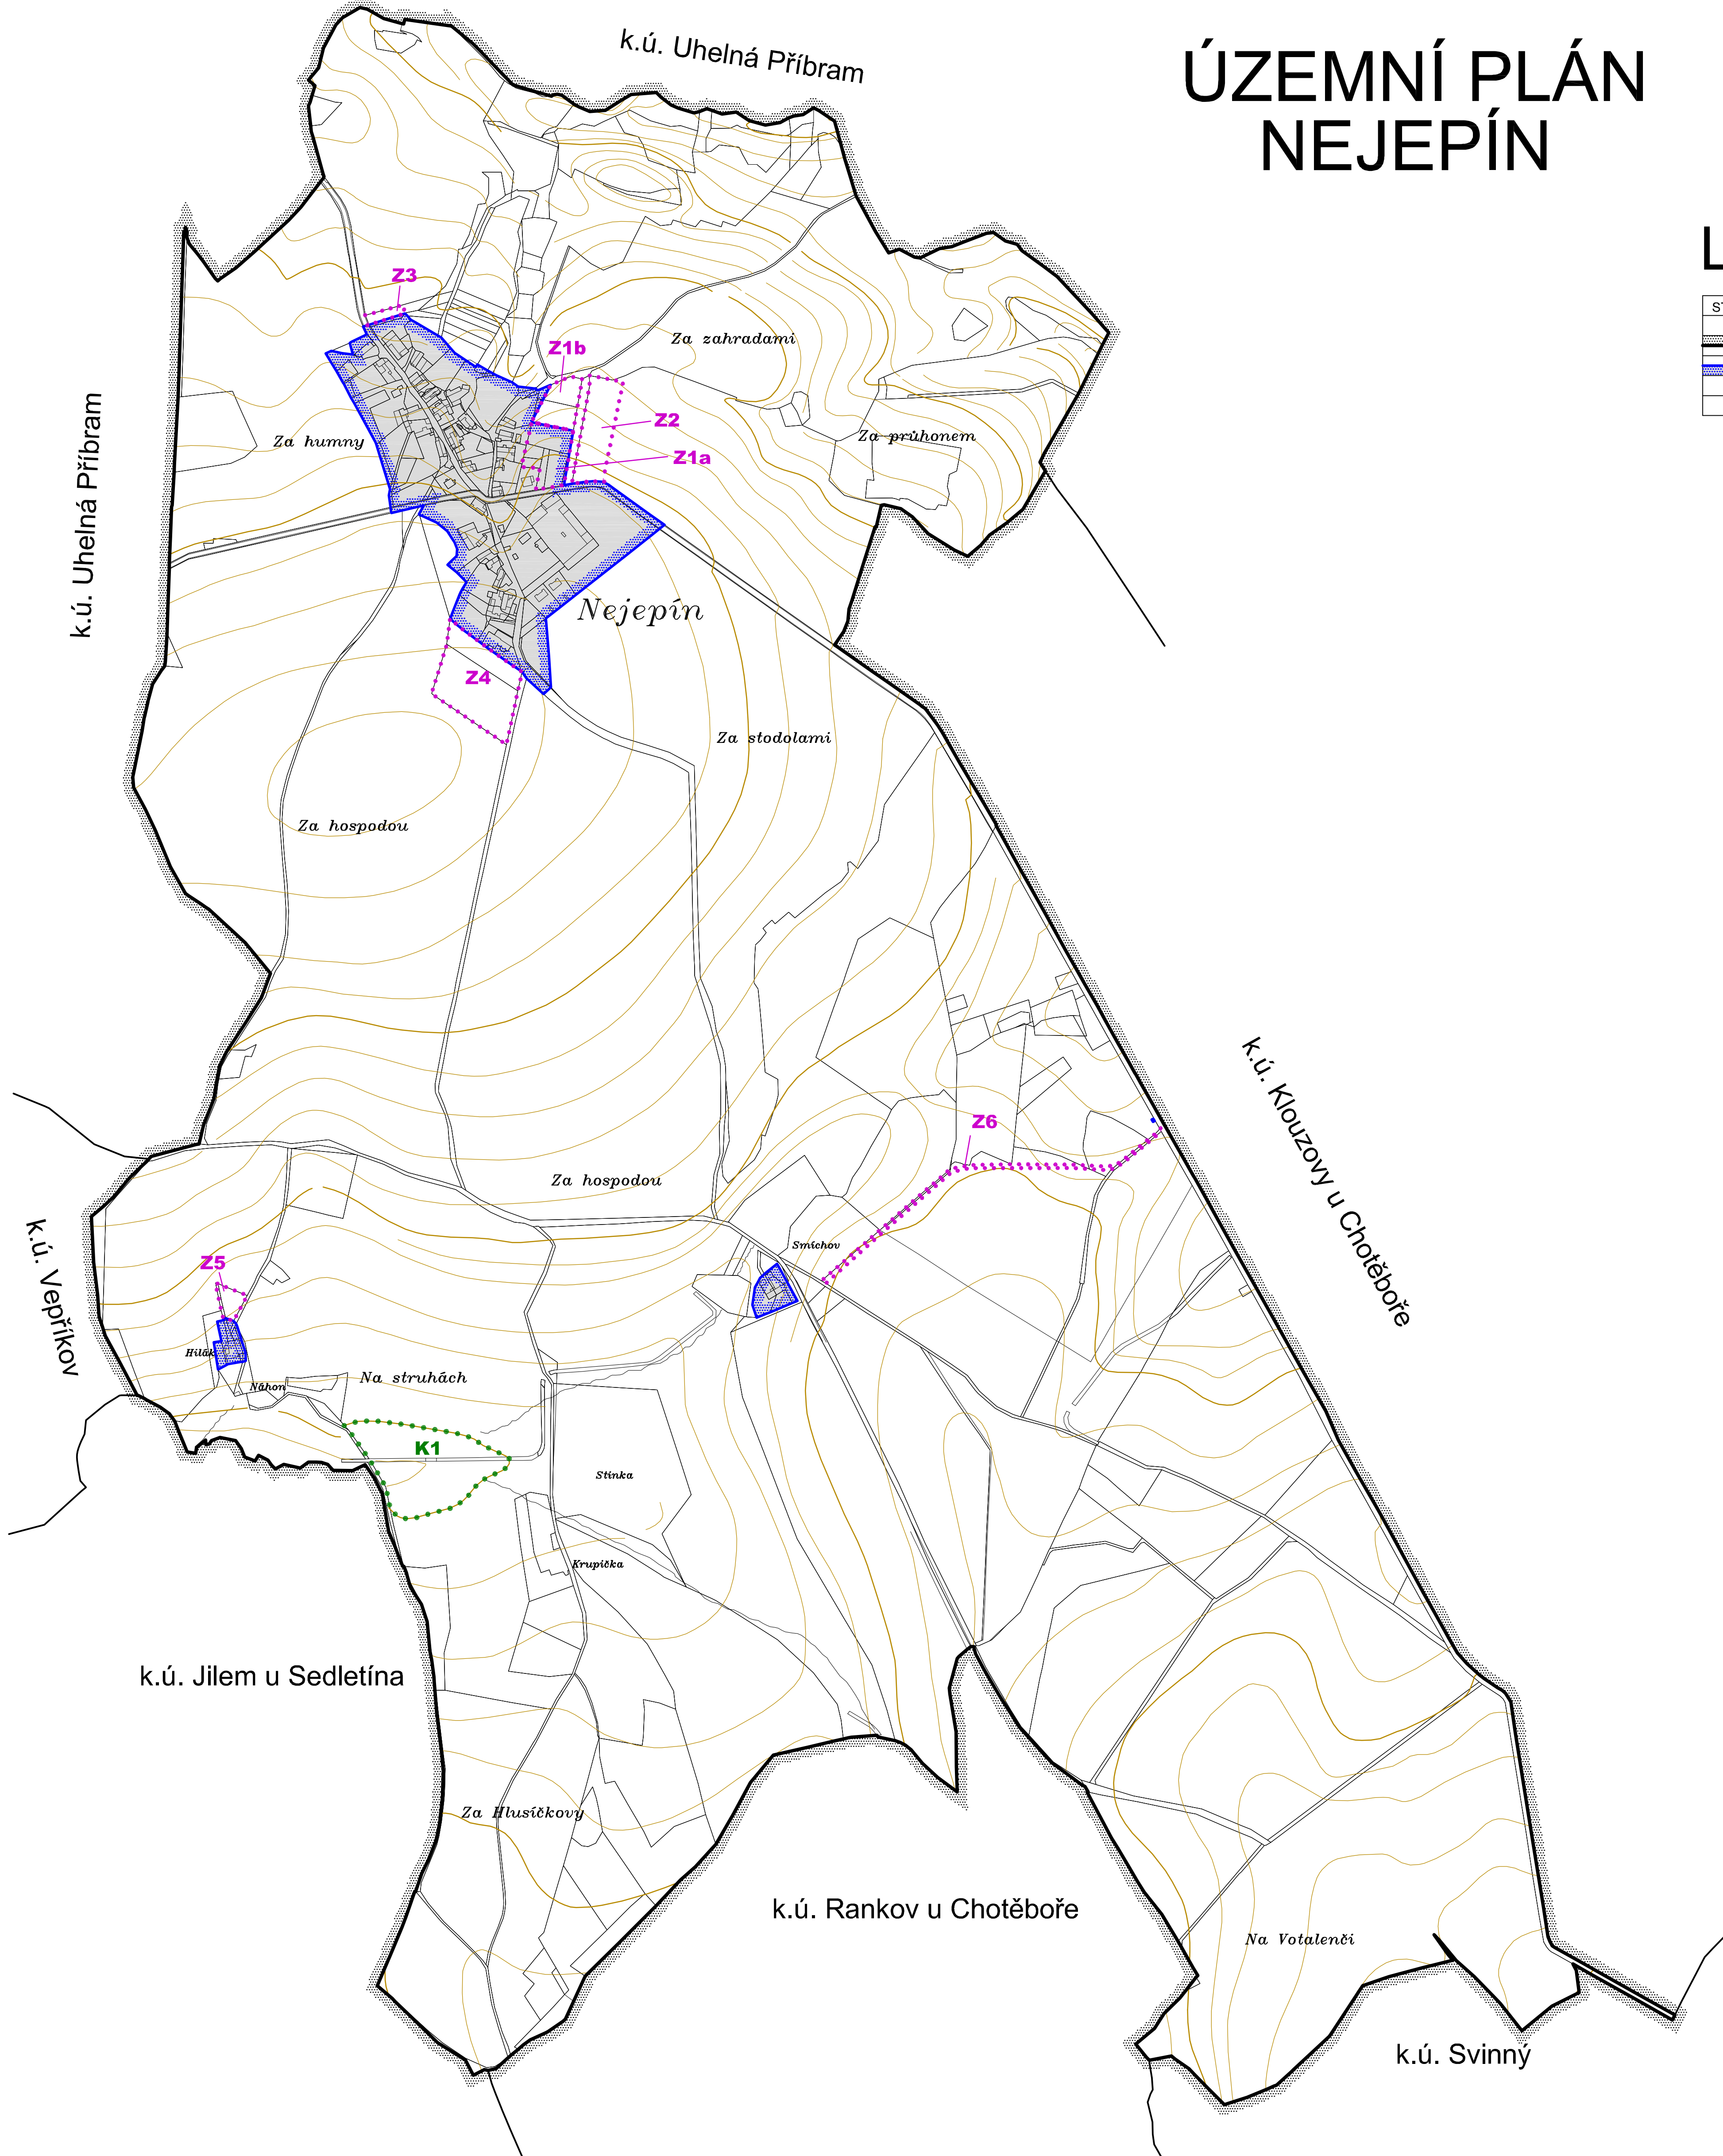 k.ú. Uhelná Příbram
ÚZEMNÍ PLÁN
NEJEPÍN
L
ST
Z3
Za zahradami
Z1b
Z2
Za humny
Za průhonem
Z1a
k.ú. Uhelná Příbram
Nejepín
Z4
Za stodolami
Za hospodou
k.ú. Klouzovy u Chotěboře
Z6
Za hospodou
Smíchov
k.ú. Vepříkov
Z5
Hilák
Náhon
Na struhách
K1
Stinka
Krupička
k.ú. Jilem u Sedletína
Za Hlusíčkovy
k.ú. Rankov u Chotěboře
Na Votalenči
k.ú. Svinný